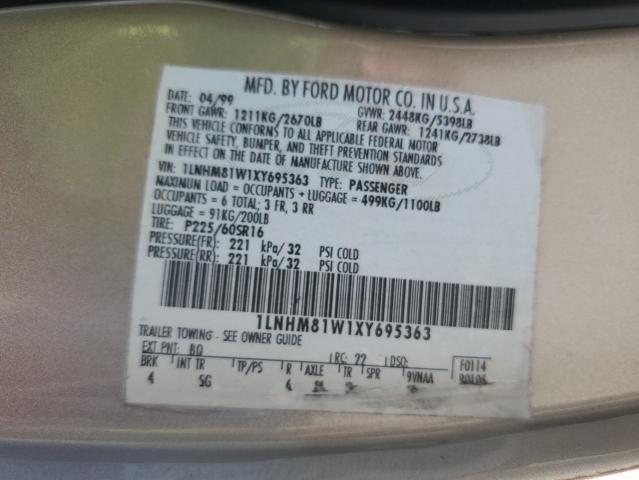 MFD. BY FORD MOTOR CO. IN U.S.A.
DATE: 04/99 GVWR: 2448KG/5398LB
FRONT GAWR: 1211KG/2670LB REAR GAWR: 1241KG/2738LB
THIS VEHICLE CONFORMS TO ALL APPLICABLE FEDERAL MOTOR
VEHICLE SAFETY, BUMPER, AND THEFT PREVENTION STANDARDS
IN EFFECT ON THE DATE OF MANUFACTURE SHOWN ABOVE.
VIN: 1LNHM81W1XY695363 TYPE: PASSENGER
MAXIMUM LOAD = OCCUPANTS + LUGGAGE = 499KG/1100LB
OCCUPANTS = 6 TOTAL; 3 FR, 3 RR
LUGGAGE = 91KG/200LB
TIRE: P225/60SR16
PRESSURE(FR): 221 kPa/32 PSI COLD
PRESSURE(RR): 221 kPa/32 PSI COLD
1LNHM81W1XY695363
TRAILER TOWING - SEE OWNER GUIDE
EXT PNT: BQ RC: 22 DSO: F0114
BRK INT TR TP/PS R AXLE TR SPR 9VNAA
4 SG 4